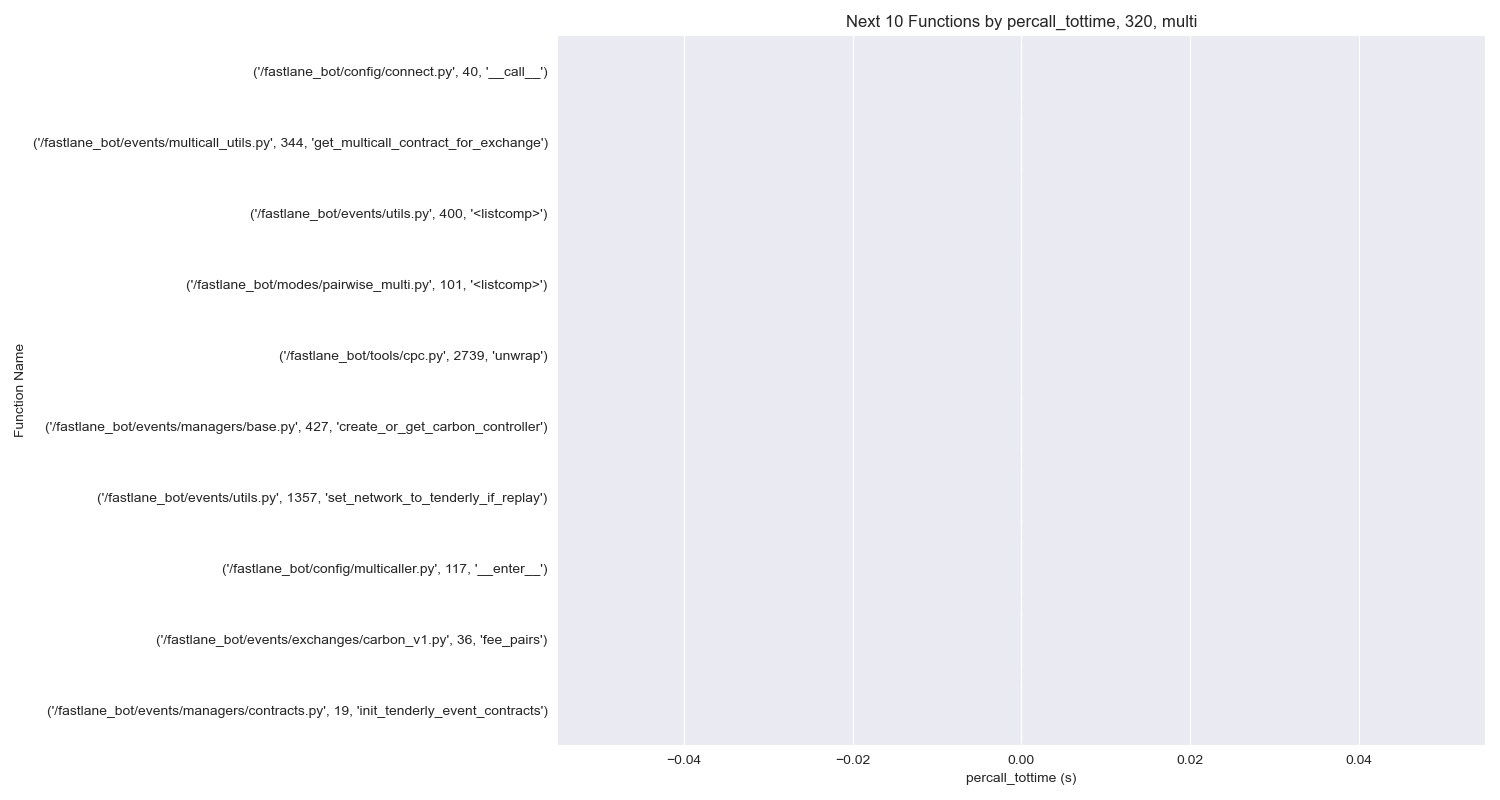 Next 10 Functions by percall_tottime, 320, multi
('/fastlane_bot/config/connect.py', 40, '__call__')
('/fastlane_bot/events/multicall_utils.py', 344, 'get_multicall_contract_for_exchange')
('/fastlane_bot/events/utils.py', 400, '<listcomp>')
('/fastlane_bot/modes/pairwise_multi.py', 101, '<listcomp>')
('/fastlane_bot/tools/cpc.py', 2739, 'unwrap')
('/fastlane_bot/events/managers/base.py', 427, 'create_or_get_carbon_controller')
('/fastlane_bot/events/utils.py', 1357, 'set_network_to_tenderly_if_replay')
('/fastlane_bot/config/multicaller.py', 117, '__enter__')
('/fastlane_bot/events/exchanges/carbon_v1.py', 36, 'fee_pairs')
('/fastlane_bot/events/managers/contracts.py', 19, 'init_tenderly_event_contracts')
Function Name
−0.04 −0.02 0.00 0.02 0.04
percall_tottime (s)